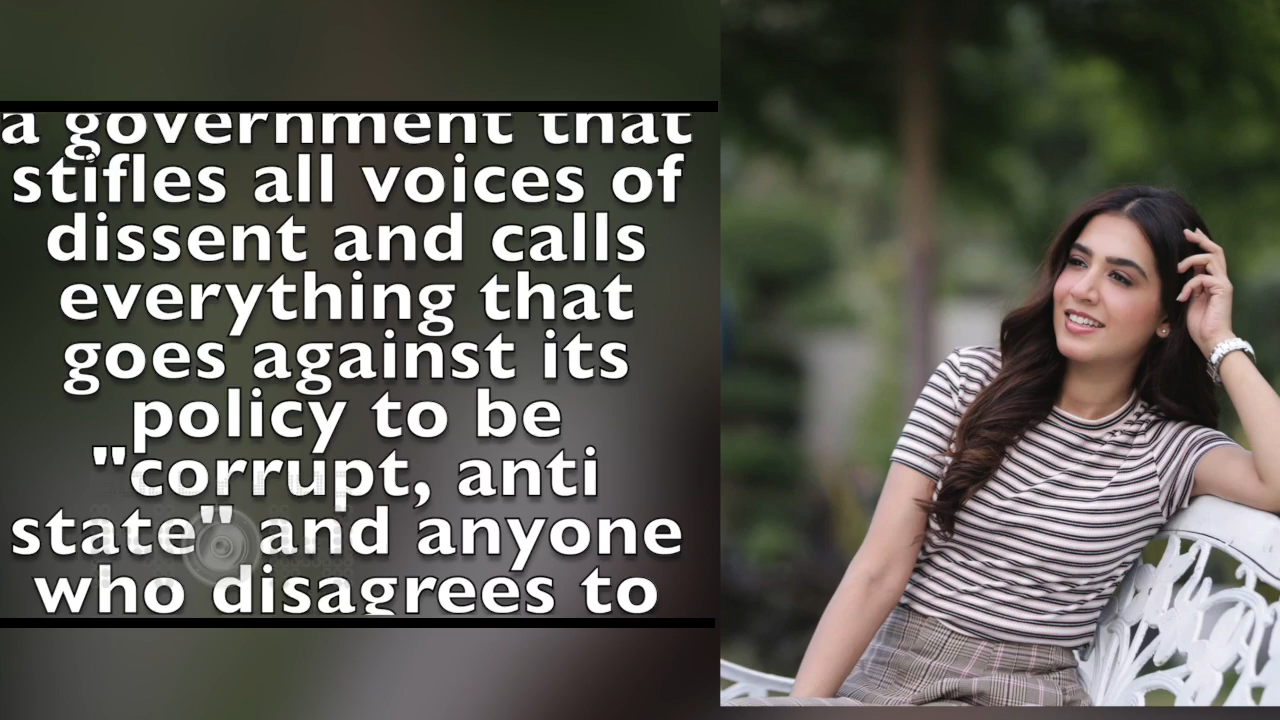 a government that
stifles all voices of
dissent and calls
everything that
goes against its
policy to be
"corrupt, anti
state" and anyone
who disagrees to